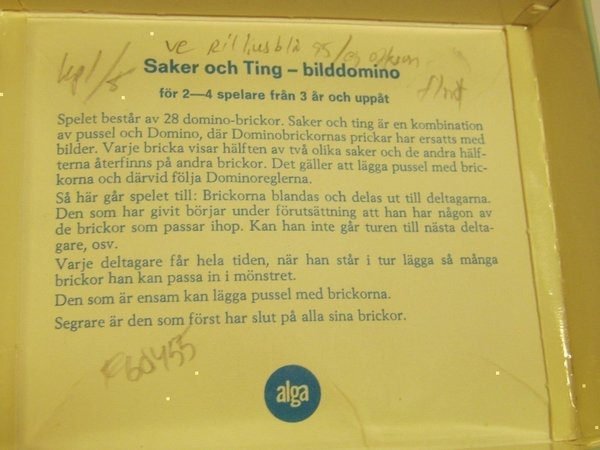 Saker och Ting – bilddomino
för 2—4 spelare från 3 år och uppåt
Spelet består av 28 domino-brickor. Saker och ting är en kombination
av pussel och Domino, där Dominobrickornas prickar har ersatts med
bilder. Varje bricka visar hälften av två olika saker och de andra hälf-
terna återfinns på andra brickor. Det gäller att lägga pussel med bric-
korna och därvid följa Dominoreglerna.
Så här går spelet till: Brickorna blandas och delas ut till deltagarna.
Den som har givit börjar under förutsättning att han har någon av
de brickor som passar ihop. Kan han inte går turen till nästa delta-
gare, osv.
Varje deltagare får hela tiden, när han står i tur lägga så många
brickor han kan passa in i mönstret.
Den som är ensam kan lägga pussel med brickorna.
Segrare är den som först har slut på alla sina brickor.
60455
alga